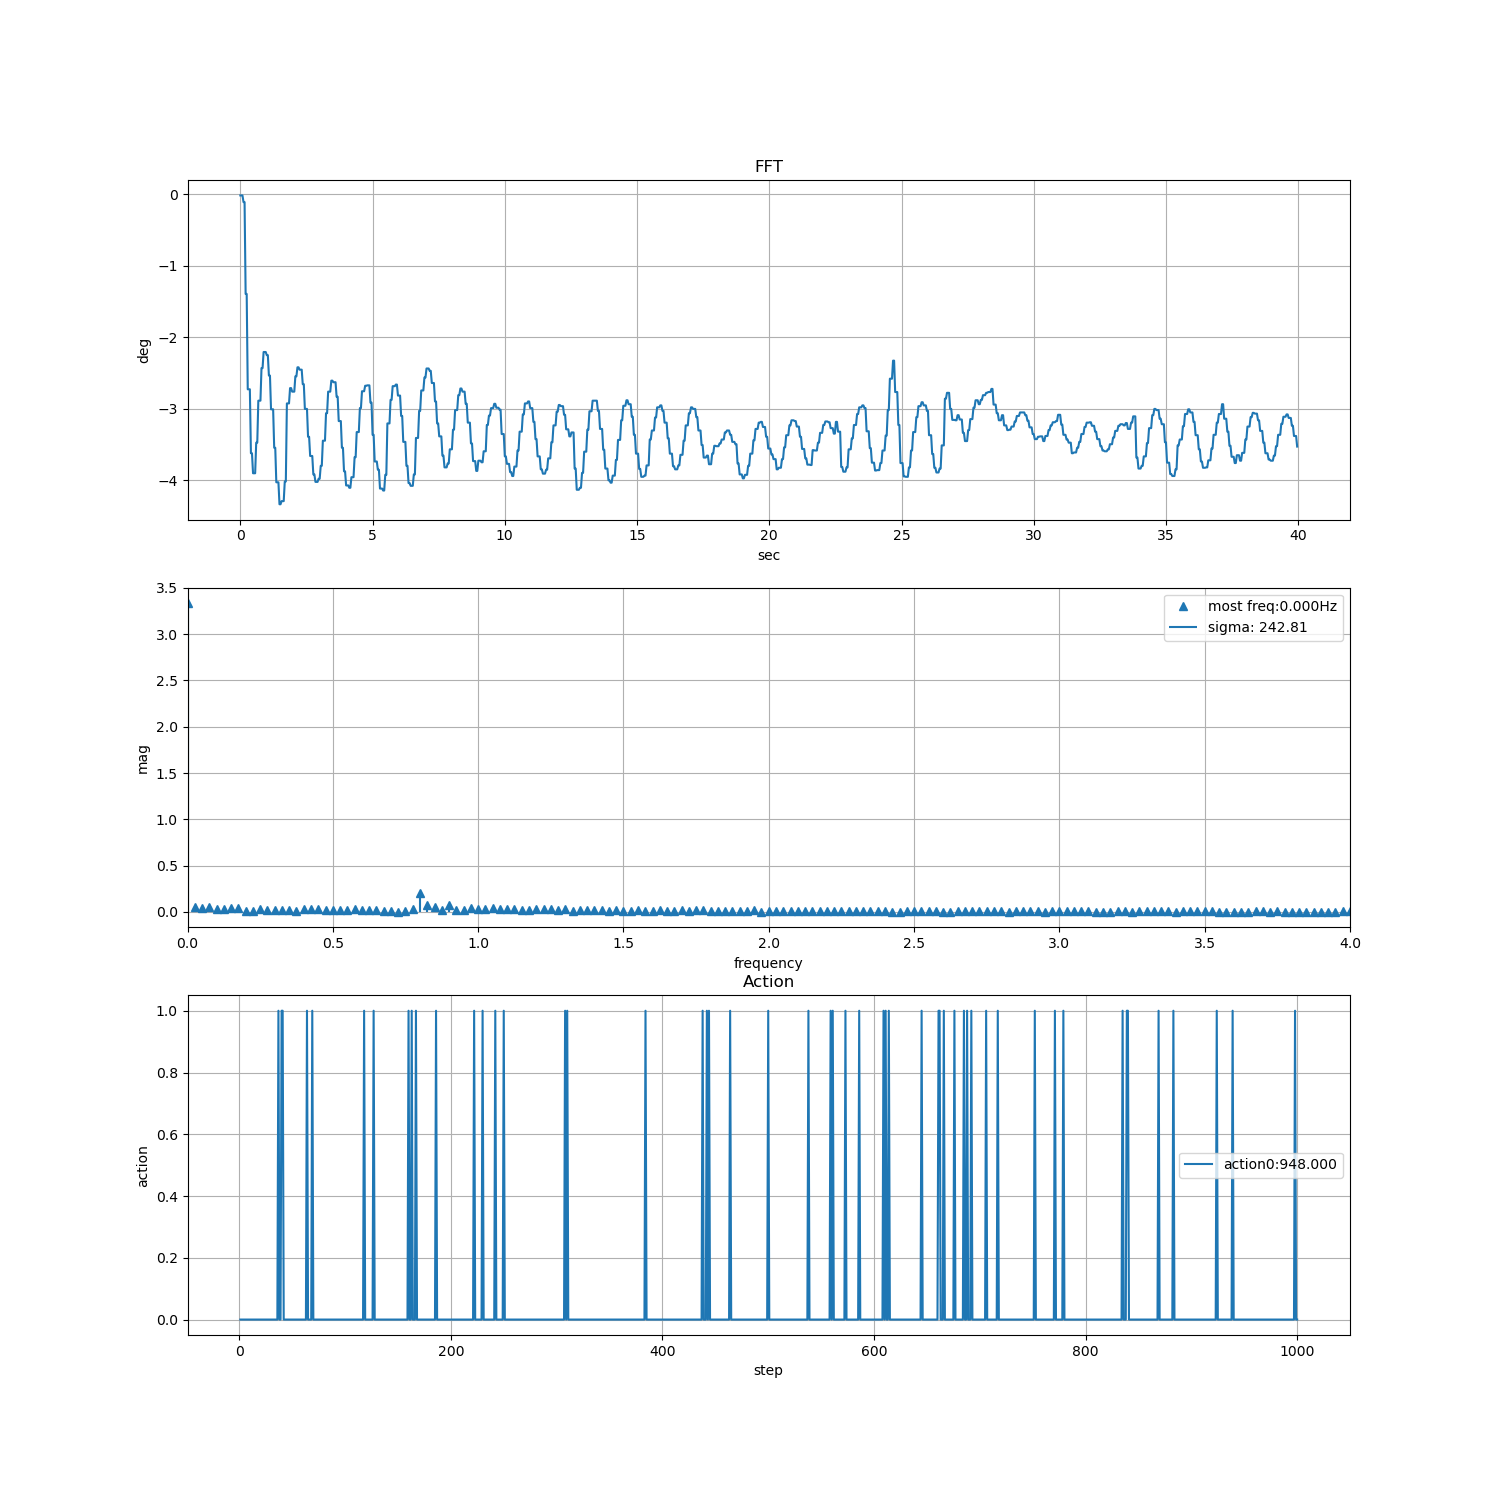 FFT
0
−1
−2
−3
−4
deg
0 5 10 15 20 25 30 35 40
sec
3.5
3.0
2.5
2.0
1.5
1.0
0.5
0.0
mag
most freq:0.000Hz
sigma: 242.81
0.0 0.5 1.0 1.5 2.0 2.5 3.0 3.5 4.0
frequency
Action
1.0
0.8
0.6
0.4
0.2
0.0
action
action0:948.000
0 200 400 600 800 1000
step